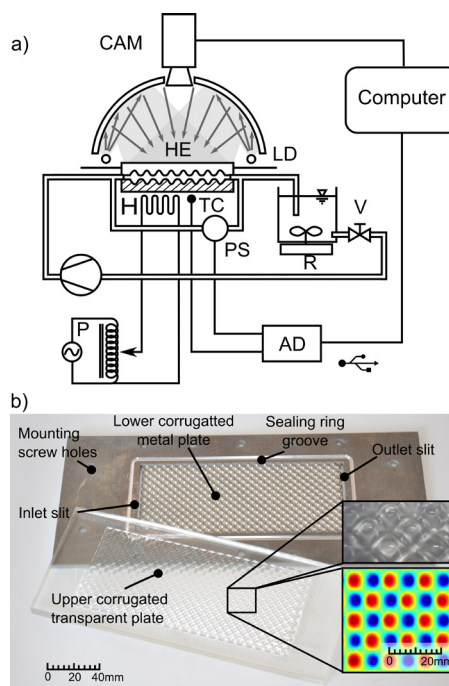 a)
CAM
Computer
HE
LD
H
TC
V
PS
R
P
AD
b)
Lower corrugatted
metal plate
Sealing ring
groove
Mounting
screw holes
Outlet slit
Inlet slit
Upper corrugatted
transparent plate
0 20 40mm
0 20mm